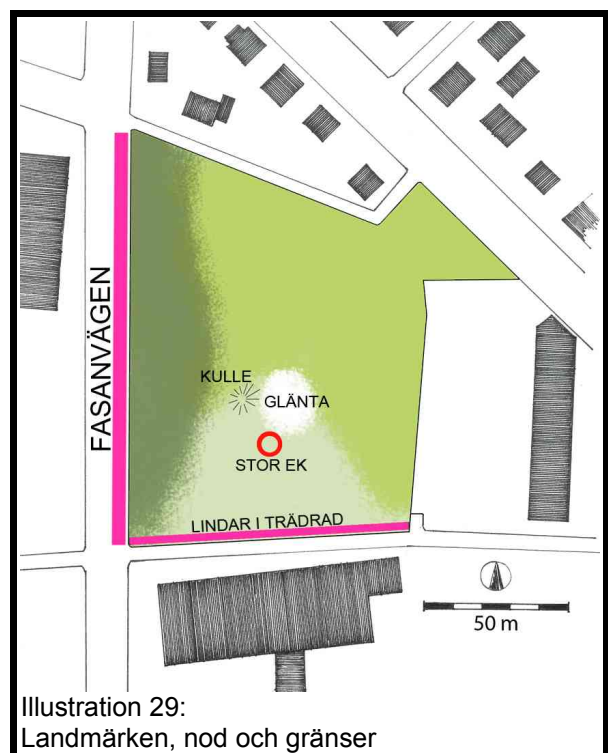 FASANVÄGEN
KULLE
GLÄNTA
STOR EK
LINDAR I TRÄDRAD
50 m
Illustration 29:
Landmärken, nod och gränser